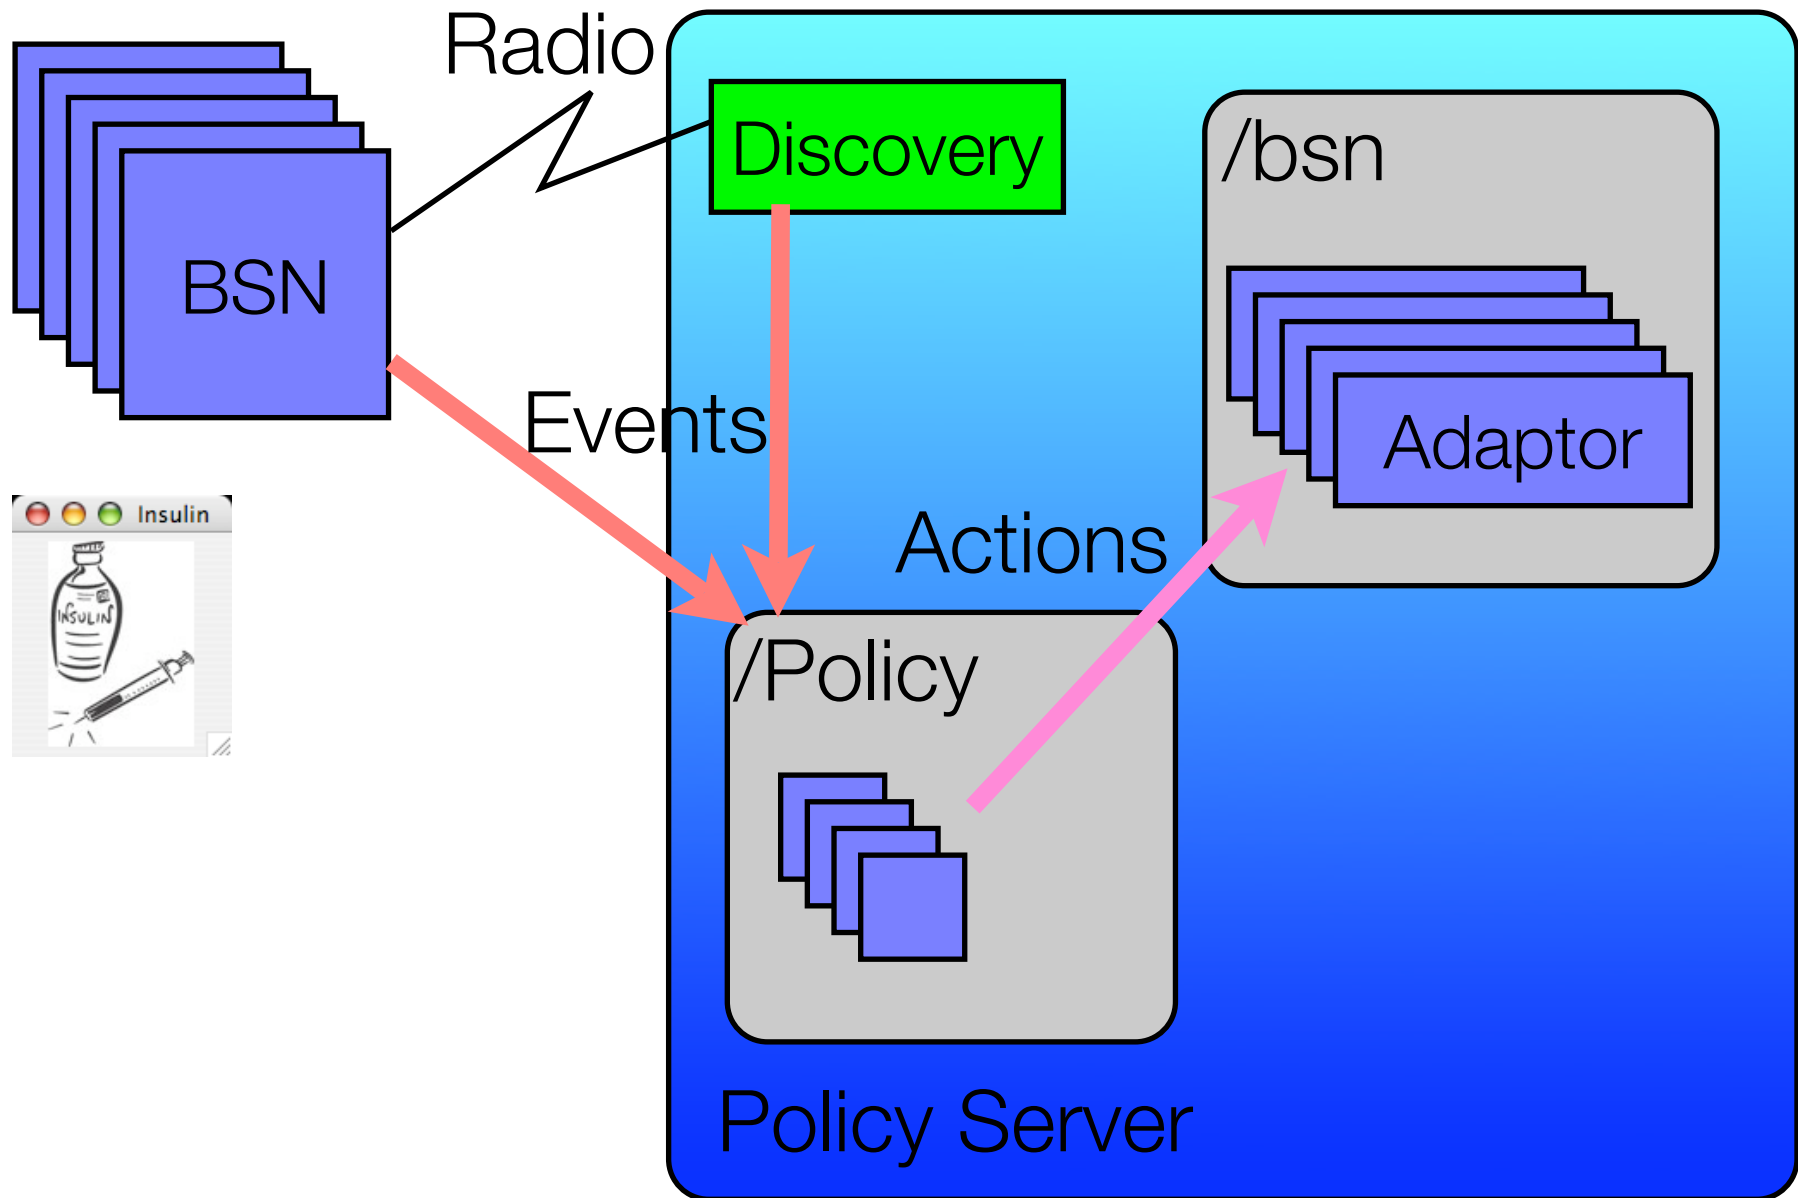 Radio
Discovery
/bsn
BSN
Events
Adaptor
Insulin
INSULIN
Actions
/Policy
Policy Server